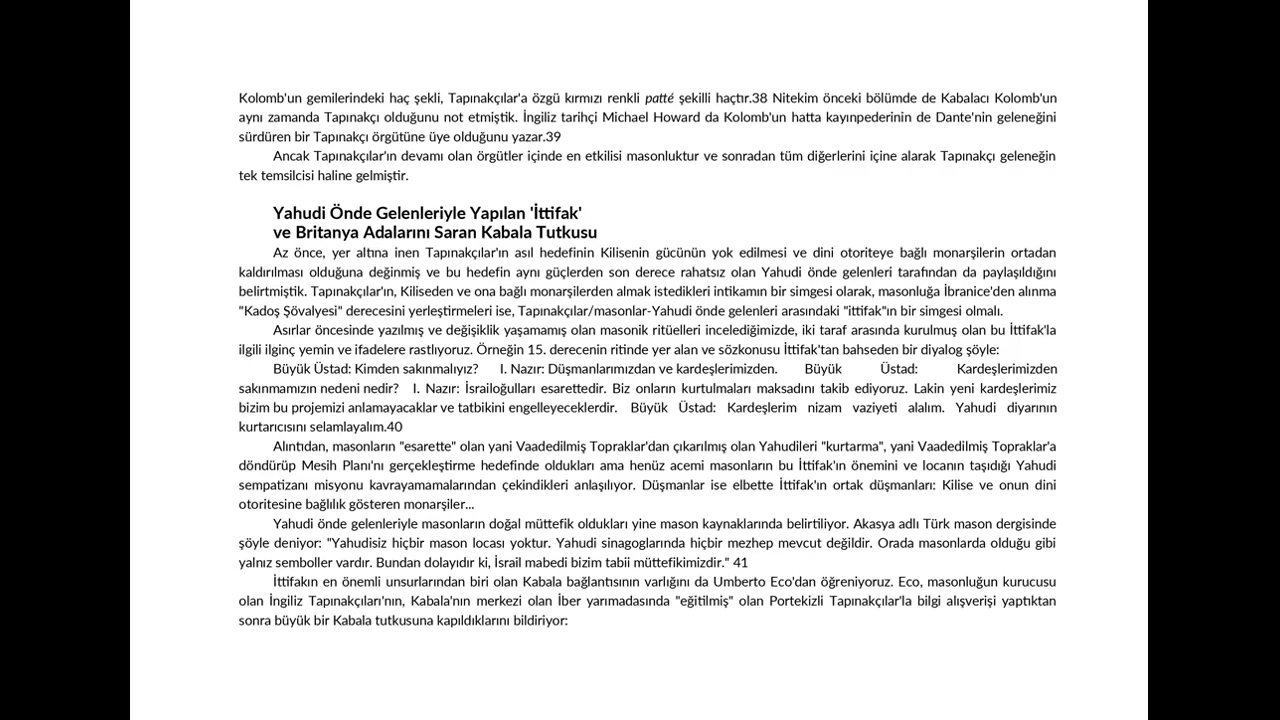 Kolomb'un gemilerindeki haç şekli, Tapınakçılar'a özgü kırmızı renkli patté şekilli haçtır.38 Nitekim önceki bölümde de Kabalacı Kolomb'un
aynı zamanda Tapınakçı olduğunu not etmiştik. İngiliz tarihçi Michael Howard da Kolomb'un hatta kayınpederinin de Dante'nin geleneğini
sürdüren bir Tapınakçı örgütüne üye olduğunu yazar.39
Ancak Tapınakçılar'ın devamı olan örgütler içinde en etkilisi masonluktur ve sonradan tüm diğerlerini içine alarak Tapınakçı geleneğin
tek temsilcisi haline gelmiştir.
Yahudi Önde Gelenleriyle Yapılan 'İttifak'
ve Britanya Adalarını Saran Kabala Tutkusu
Az önce, yer altına inen Tapınakçılar'ın asıl hedefinin Kilisenin gücünün yok edilmesi ve dini otoriteye bağlı monarşilerin ortadan
kaldırılması olduğuna değinmiş ve bu hedefin aynı güçlerden son derece rahatsız olan Yahudi önde gelenleri tarafından da paylaşıldığını
belirtmiştik. Tapınakçılar'ın, Kiliseden ve ona bağlı monarşilerden almak istedikleri intikamın bir simgesi olarak, masonluğa İbranice'den alınma
"Kadoş Şövalyesi" derecesini yerleştirmeleri ise, Tapınakçılar/masonlar-Yahudi önde gelenleri arasındaki "ittifak"ın bir simgesi olmalı.
Asırlar öncesinde yazılmış ve değişiklik yaşamamış olan masonik ritüelleri incelediğimizde, iki taraf arasında kurulmuş olan bu İttifak'la
ilgili ilginç yemin ve ifadelere rastlıyoruz. Örneğin 15. derecenin ritinde yer alan ve sözkonusu İttifak'tan bahseden bir diyalog şöyle:
Büyük Üstad: Kimden sakınmalıyız? I. Nazır: Düşmanlarımızdan ve kardeşlerimizden. Büyük Üstad: Kardeşlerimizden
sakınmamızın nedeni nedir? I. Nazır: İsrailoğulları esarettedir. Biz onların kurtulmaları maksadını takib ediyoruz. Lakin yeni kardeşlerimiz
bizim bu projemizi anlamayacaklar ve tatbikini engelleyeceklerdir. Büyük Üstad: Kardeşlerim nizam vaziyeti alalım. Yahudi diyarının
kurtarıcısını selamlayalım.40
Alıntıdan, masonların "esarette" olan yani Vaadedilmiş Topraklar'dan çıkarılmış olan Yahudileri "kurtarma", yani Vaadedilmiş Topraklar'a
döndürüp Mesih Planı'nı gerçekleştirme hedefinde oldukları ama henüz acemi masonların bu İttifak'ın önemini ve locanın taşıdığı Yahudi
sempatizanı misyonu kavrayamamalarından çekindikleri anlaşılıyor. Düşmanlar ise elbette İttifak'ın ortak düşmanları: Kilise ve onun dini
otoritesine bağlılık gösteren monarşiler...
Yahudi önde gelenleriyle masonların doğal müttefik oldukları yine mason kaynaklarında belirtiliyor. Akasya adlı Türk mason dergisinde
şöyle deniyor: "Yahudisiz hiçbir mason locası yoktur. Yahudi sinagoglarında hiçbir mezhep mevcut değildir. Orada masonlarda olduğu gibi
yalnız semboller vardır. Bundan dolayıdır ki, İsrail mabedi bizim tabii müttefikimizdir." 41
İttifakın en önemli unsurlarından biri olan Kabala bağlantısının varlığını da Umberto Eco'dan öğreniyoruz. Eco, masonluğun kurucusu
olan İngiliz Tapınakçıları'nın, Kabala'nın merkezi olan İber yarımadasında "eğitilmiş" olan Portekizli Tapınakçılar'la bilgi alışverişi yaptıktan
sonra büyük bir Kabala tutkusuna kapıldıklarını bildiriyor: